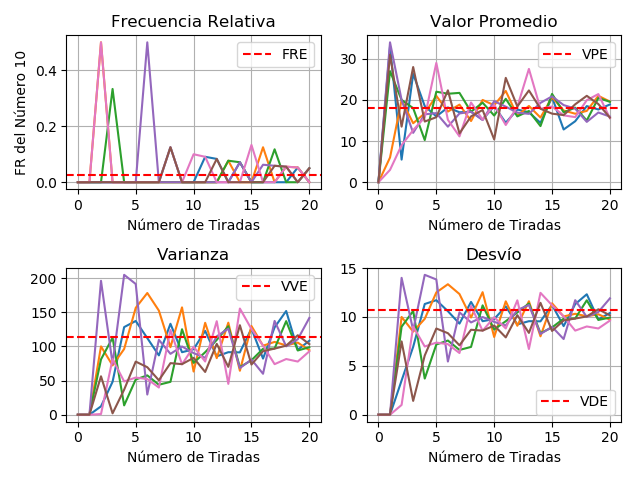 Frecuencia Relativa
FR del Número 10
0.4
0.2
0.0
FRE
0 5 10 15 20
Número de Tiradas
Valor Promedio
30
20
10
0
VPE
0 5 10 15 20
Número de Tiradas
Varianza
200
150
100
50
0
VVE
0 5 10 15 20
Número de Tiradas
Desvío
15
10
5
0
VDE
0 5 10 15 20
Número de Tiradas